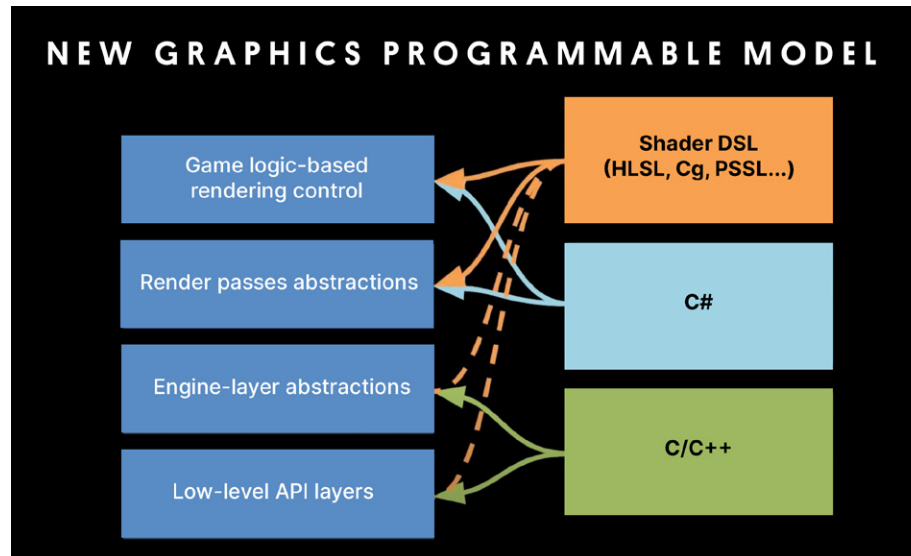 NEW GRAPHICS PROGRAMMABLE MODEL
Game logic-based
rendering control
Render passes abstractions
Engine-layer abstractions
Low-level API layers
Shader DSL
(HLSL, Cg, PSSL...)
C#
C/C++